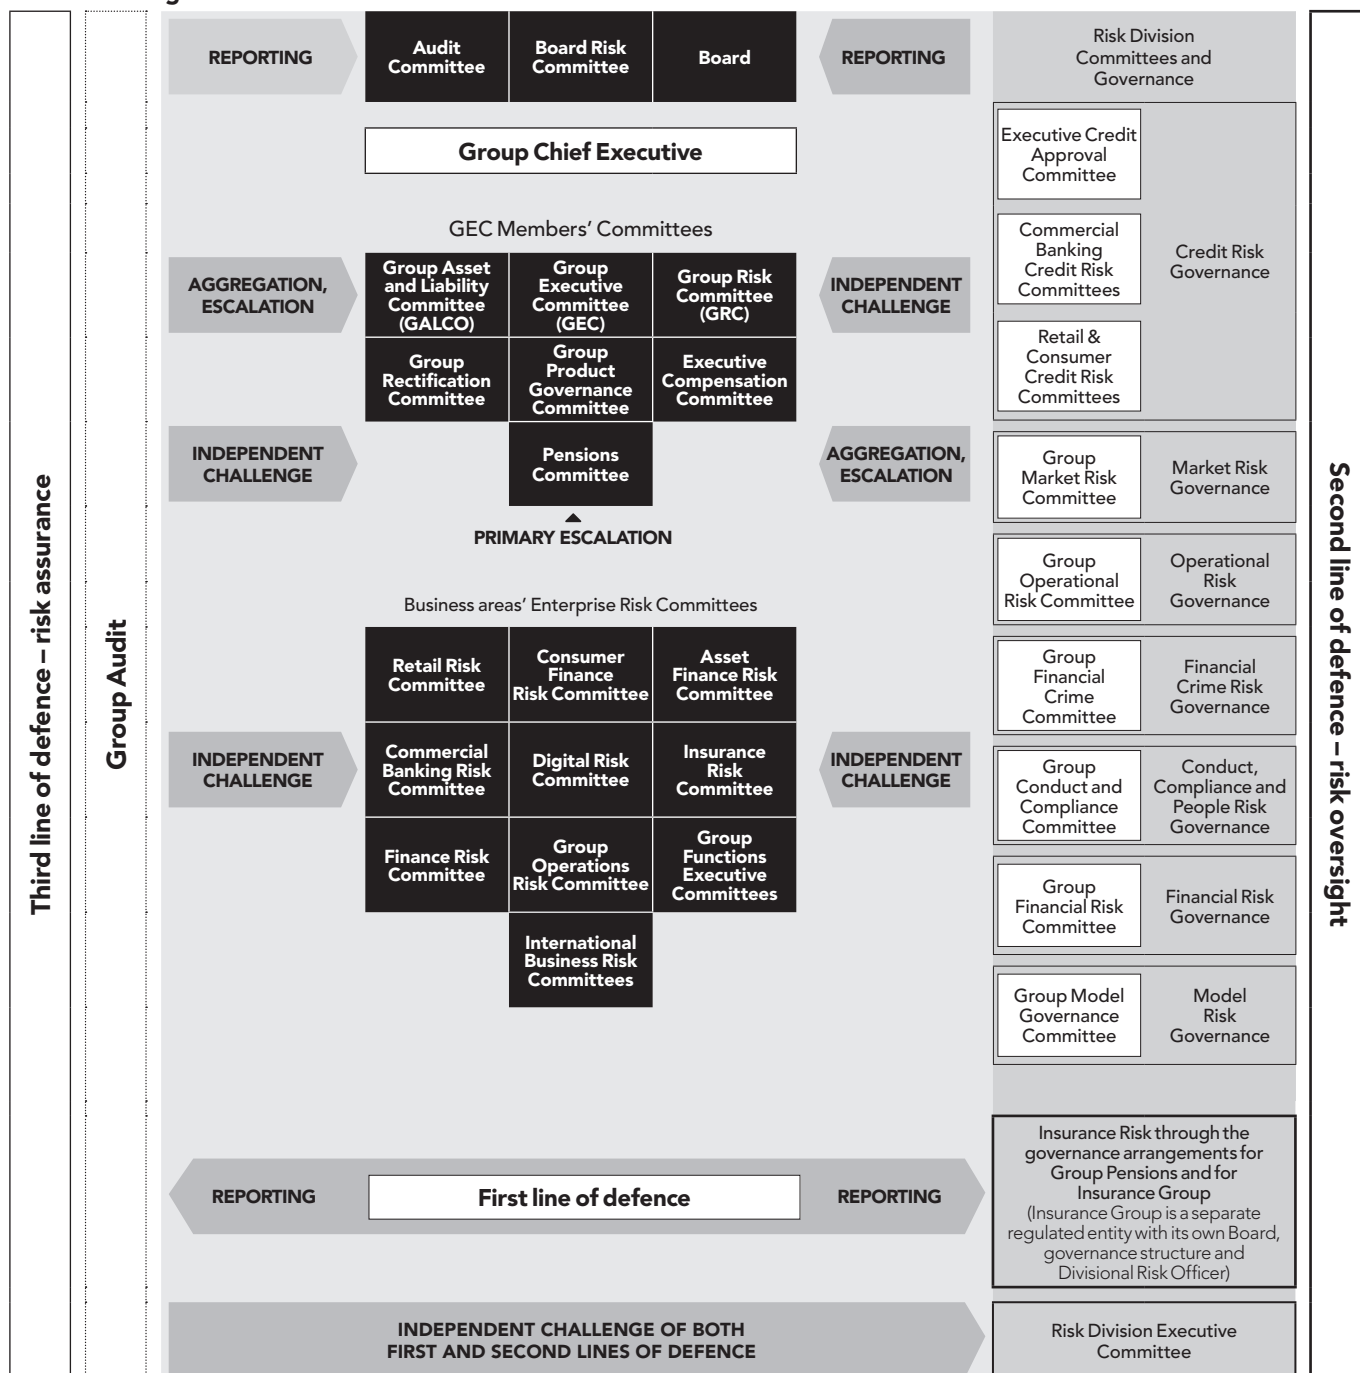 REPORTING
Audit
Committee
Board Risk
Committee
Board
REPORTING
Risk Division
Committees and
Governance
Group Chief Executive
Executive Credit
Approval
Committee
Commercial
Banking
Credit Risk
Committees
Retail &
Consumer
Credit Risk
Committees
Credit Risk
Governance
GEC Members’ Committees
AGGREGATION,
ESCALATION
Group Asset
and Liability
Committee
(GALCO)
Group
Executive
Committee
(GEC)
Group Risk
Committee
(GRC)
INDEPENDENT
CHALLENGE
Group
Rectification
Committee
Group
Product
Governance
Committee
Executive
Compensation
Committee
INDEPENDENT
CHALLENGE
Pensions
Committee
AGGREGATION,
ESCALATION
PRIMARY ESCALATION
Group
Market Risk
Committee
Market Risk
Governance
Group
Operational
Risk Committee
Operational
Risk
Governance
Business areas’ Enterprise Risk Committees
Retail Risk
Committee
Consumer
Finance
Risk Committee
Asset
Finance Risk
Committee
Group
Financial
Crime
Committee
Financial
Crime Risk
Governance
INDEPENDENT
CHALLENGE
Commercial
Banking Risk
Committee
Digital Risk
Committee
Insurance
Risk
Committee
INDEPENDENT
CHALLENGE
Group
Conduct and
Compliance
Committee
Conduct,
Compliance and
People Risk
Governance
Finance Risk
Committee
Group
Operations
Risk Committee
Group
Functions
Executive
Committees
Group
Financial Risk
Committee
Financial Risk
Governance
International
Business Risk
Committees
Group Model
Governance
Committee
Model
Risk
Governance
REPORTING
First line of defence
REPORTING
Insurance Risk through the
governance arrangements for
Group Pensions and for
Insurance Group
(Insurance Group is a separate
regulated entity with its own Board,
governance structure and
Divisional Risk Officer)
INDEPENDENT CHALLENGE OF BOTH
FIRST AND SECOND LINES OF DEFENCE
Risk Division Executive
Committee
Third line of defence – risk assurance
Group Audit
Second line of defence – risk oversight